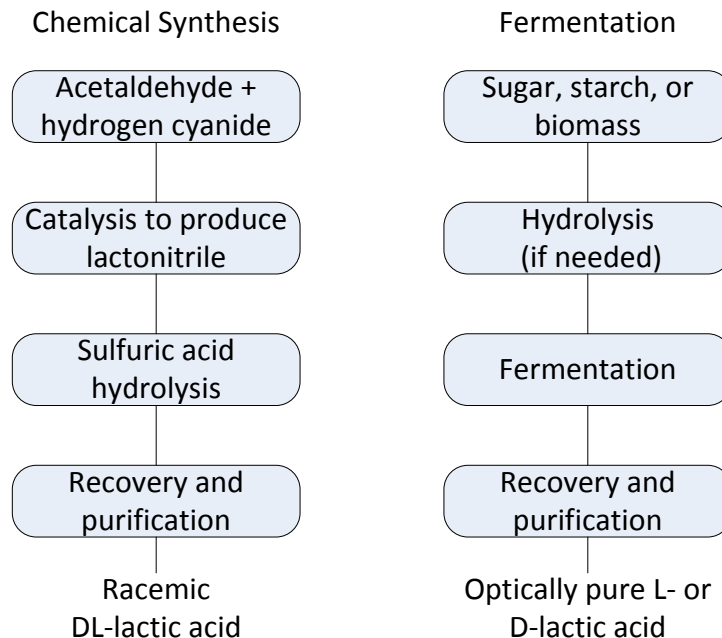 Chemical Synthesis
Acetaldehyde +
hydrogen cyanide
Catalysis to produce
lactonitrile
Sulfuric acid
hydrolysis
Recovery and
purification
Racemic
DL-lactic acid
Fermentation
Sugar, starch, or
biomass
Hydrolysis
(if needed)
Fermentation
Recovery and
purification
Optically pure L- or
D-lactic acid